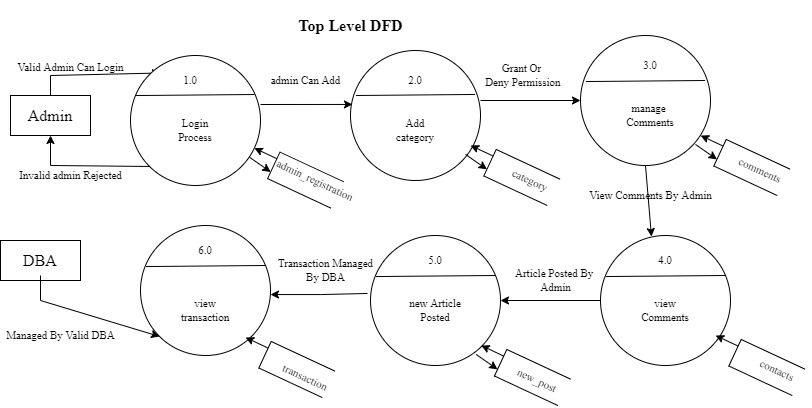 Top Level DFD
Valid Admin Can Login
Admin
Invalid admin Rejected
1.0
Login
Process
admin_registration
admin Can Add
2.0
Add
category
category
Grant Or
Deny Permission
3.0
manage
Comments
comments
View Comments By Admin
4.0
view
Comments
contacts
Article Posted By
Admin
5.0
new Article
Posted
new_post
Transaction Managed
By DBA
6.0
view
transaction
transaction
DBA
Managed By Valid DBA